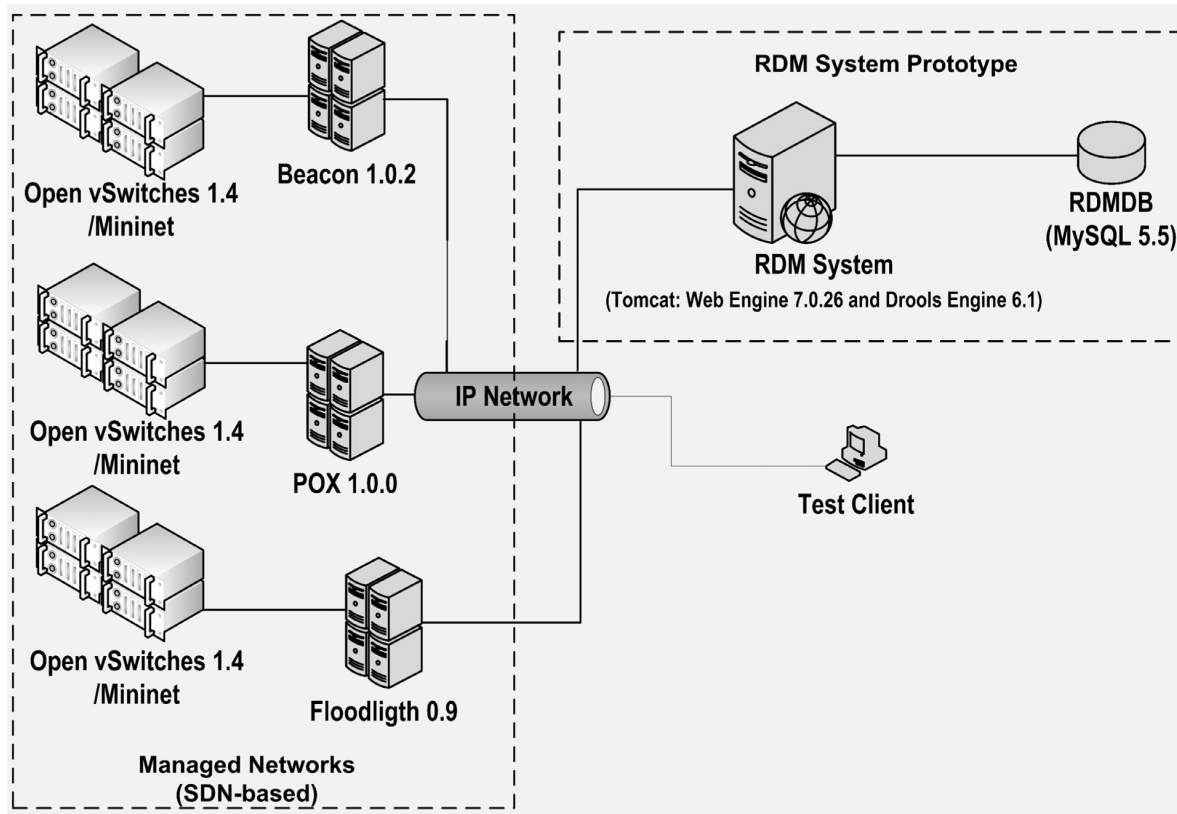 RDM System Prototype
Beacon 1.0.2
Open vSwitches 1.4
/Mininet
RDMDB
(MySQL 5.5)
RDM System
(Tomcat: Web Engine 7.0.26 and Drools Engine 6.1)
IP Network
Open vSwitches 1.4
/Mininet
POX 1.0.0
Test Client
Open vSwitches 1.4
/Mininet
Floodligth 0.9
Managed Networks
(SDN-based)